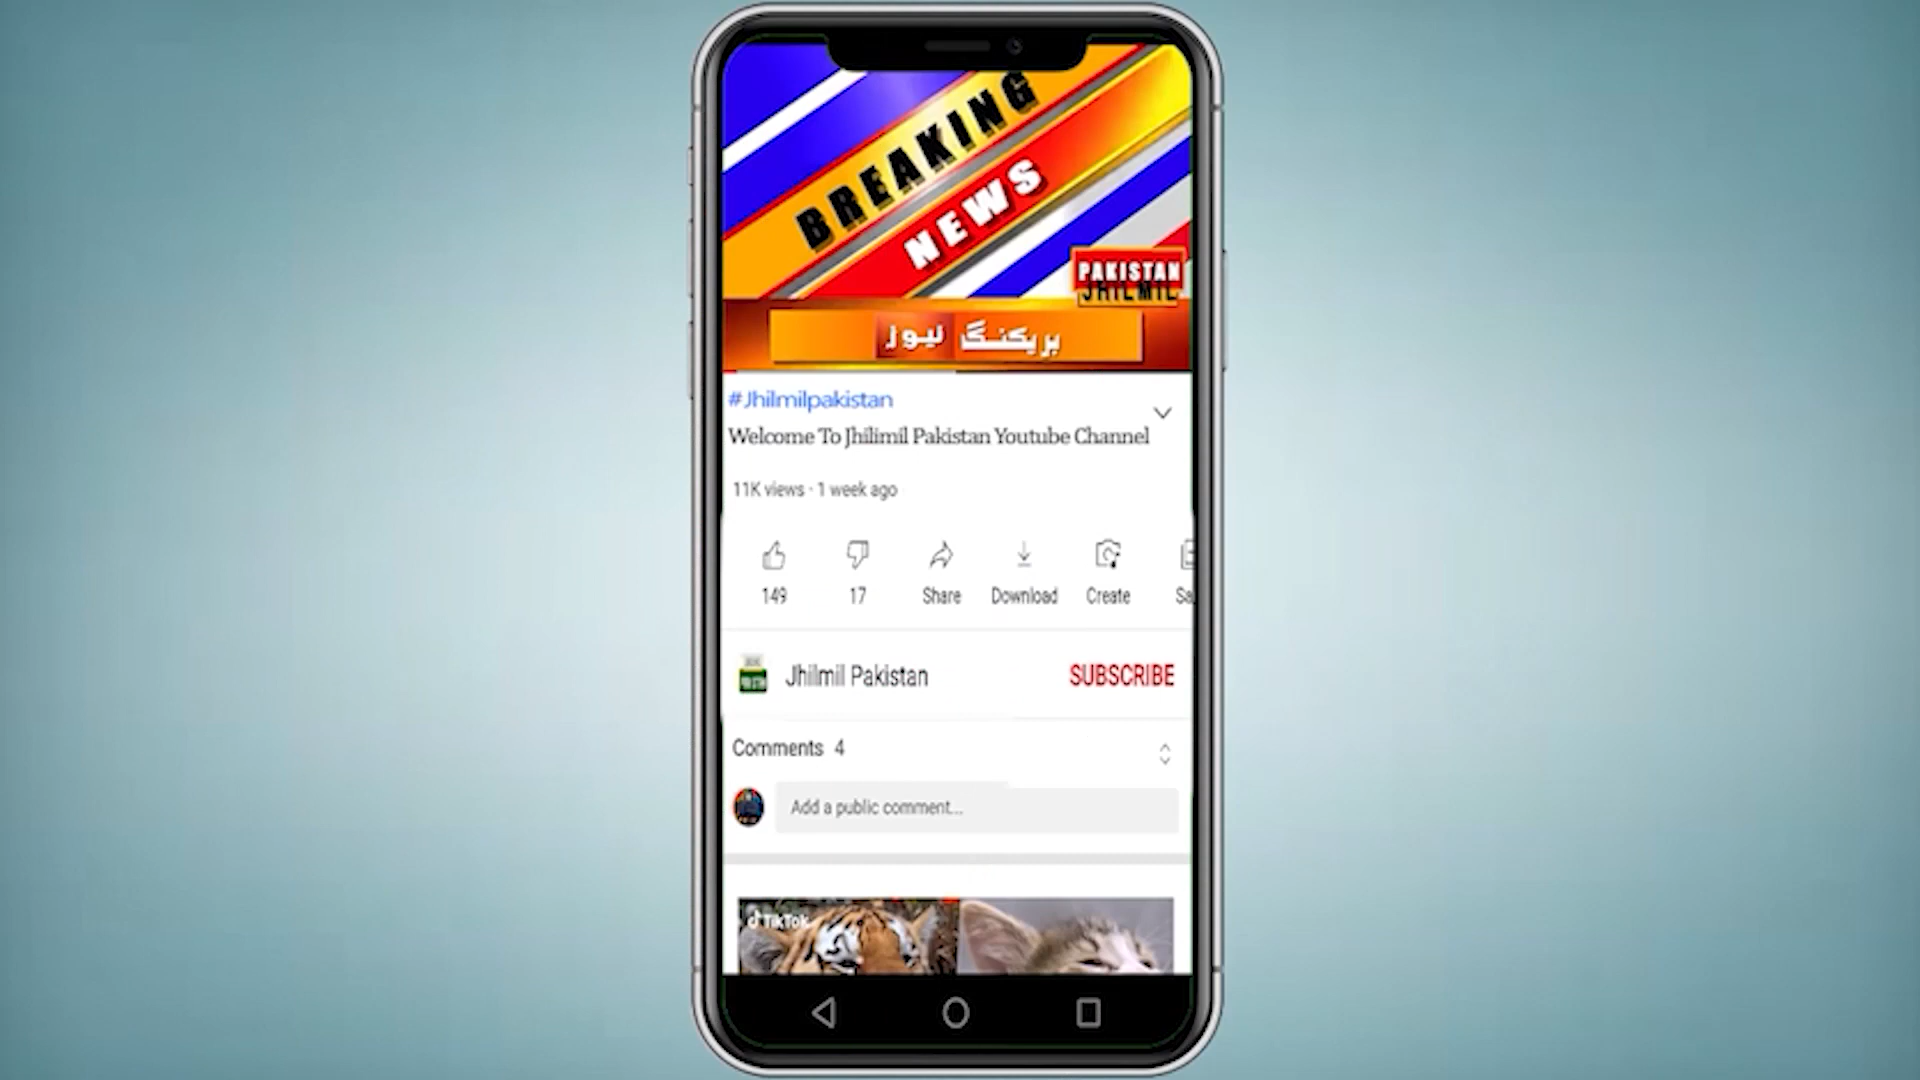 BREAKING
NEWS
PAKISTAN
JHILMIL
بریکنگ نیوز
#Jhilmilpakistan
Welcome To Jhilimil Pakistan Youtube Channel
11K views · 1 week ago
149 17 Share Download Create
Jhilmil Pakistan SUBSCRIBE
Comments 4
Add a public comment...
TikTok